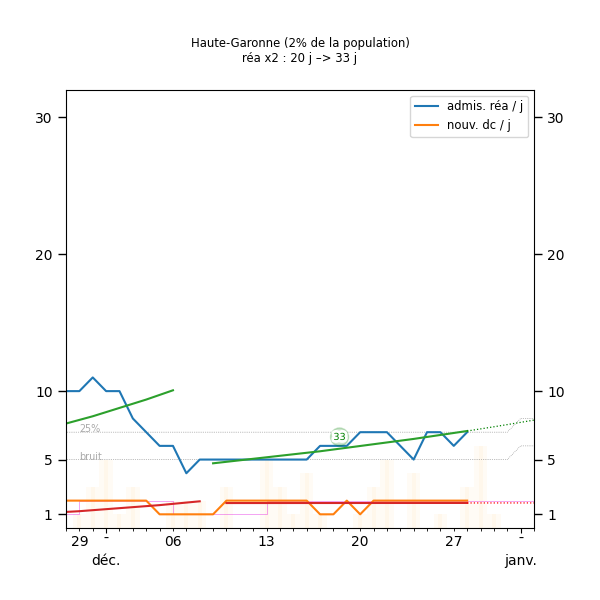 Haute-Garonne (2% de la population)
réa x2 : 20 j –> 33 j
admis. réa / j
nouv. dc / j
30 30
20 20
10 10
25%
33
bruit
5 5
1 1
29 - 06 13 20 27 -
déc. janv.